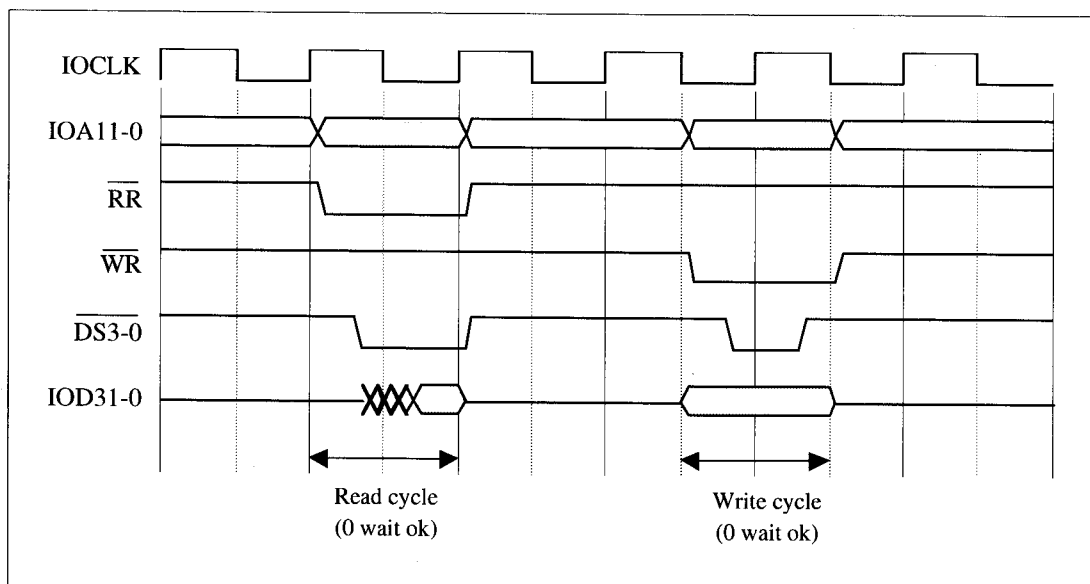 IOCLK
IOA11-0
RR
WR
DS3-0
IOD31-0
Read cycle
(0 wait ok)
Write cycle
(0 wait ok)